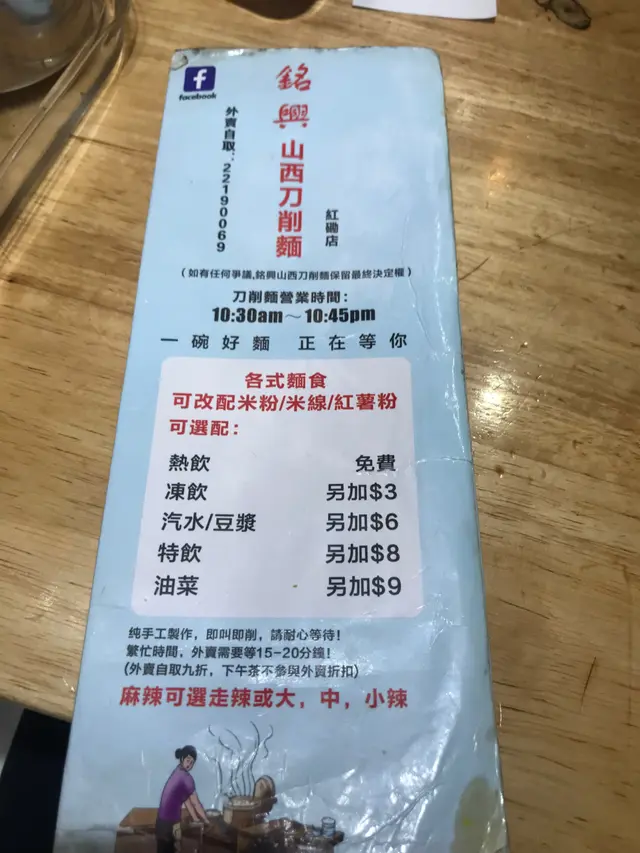 facebook
外賣自取：22190069
銘興山西刀削麵
紅磡店
（如有任何爭議,銘興山西刀削麵保留最終決定權）
刀削麵營業時間：
10:30am～10:45pm
一碗好麵 正在等你
各式麵食
可改配米粉/米線/紅薯粉
可選配：
熱飲 免費
凍飲 另加$3
汽水/豆漿 另加$6
特飲 另加$8
油菜 另加$9
纯手工製作，即叫即削，請耐心等待！
繁忙時間，外賣需要等15-20分鐘！
(外賣自取九折，下午茶不參與外賣折扣)
麻辣可選走辣或大，中，小辣